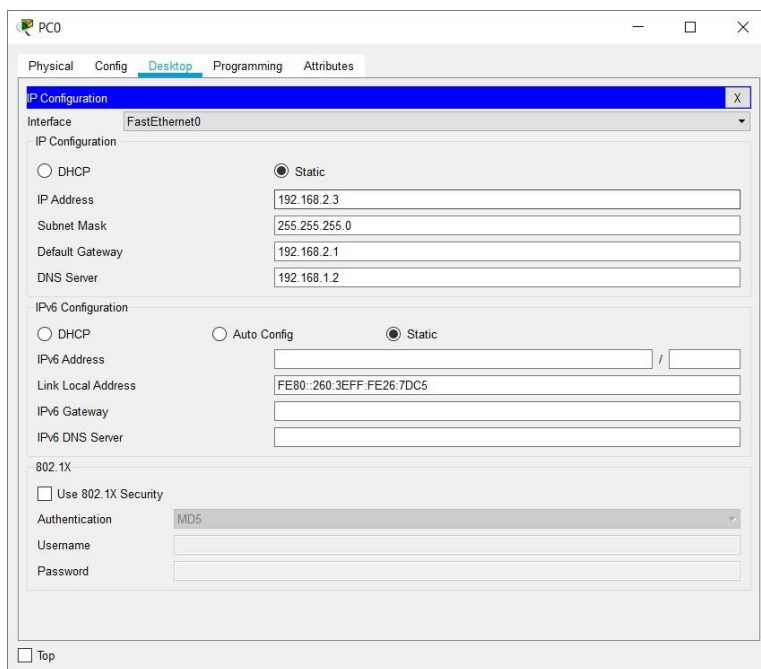 PC0
Physical Config Desktop Programming Attributes
IP Configuration X
Interface FastEthernet0
IP Configuration
DHCP Static
IP Address 192.168.2.3
Subnet Mask 255.255.255.0
Default Gateway 192.168.2.1
DNS Server 192.168.1.2
IPv6 Configuration
DHCP Auto Config Static
IPv6 Address /
Link Local Address FE80::260:3EFF:FE26:7DC5
IPv6 Gateway
IPv6 DNS Server
802.1X
Use 802.1X Security
Authentication MD5
Username
Password
Top